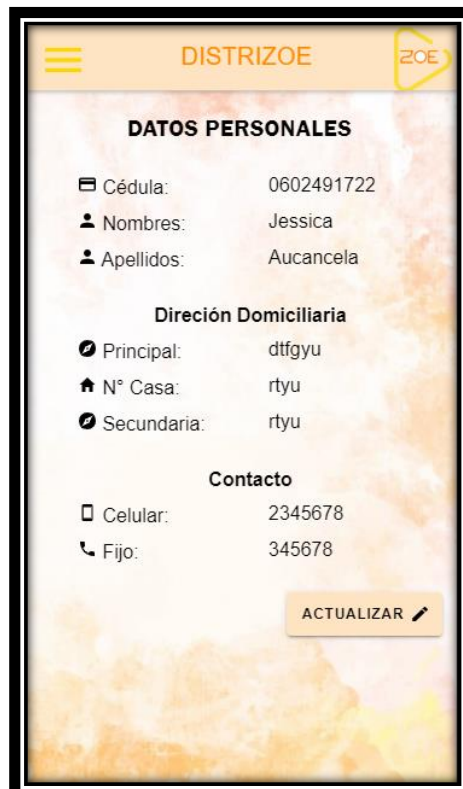 DISTRIZOE
ZOE
DATOS PERSONALES
Cédula: 0602491722
Nombres: Jessica
Apellidos: Aucancela
Direción Domiciliaria
Principal: dtfgyu
N° Casa: rtyu
Secundaria: rtyu
Contacto
Celular: 2345678
Fijo: 345678
ACTUALIZAR